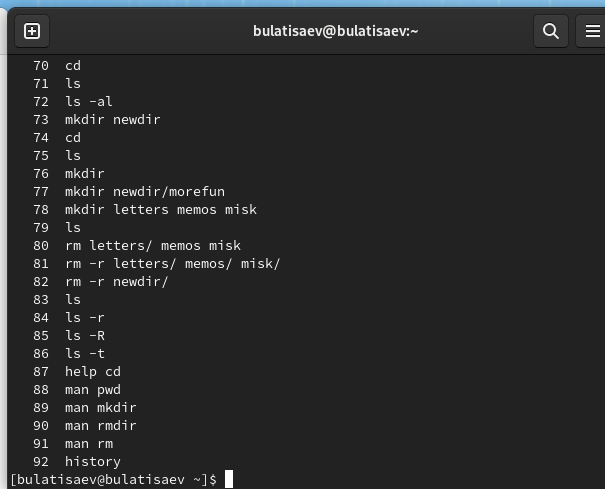 bulatisaev@bulatisaev:~
70 cd
71 ls
72 ls -al
73 mkdir newdir
74 cd
75 ls
76 mkdir
77 mkdir newdir/morefun
78 mkdir letters memos misk
79 ls
80 rm letters/ memos misk
81 rm -r letters/ memos/ misk/
82 rm -r newdir/
83 ls
84 ls -r
85 ls -R
86 ls -t
87 help cd
88 man pwd
89 man mkdir
90 man rmdir
91 man rm
92 history
[bulatisaev@bulatisaev ~]$